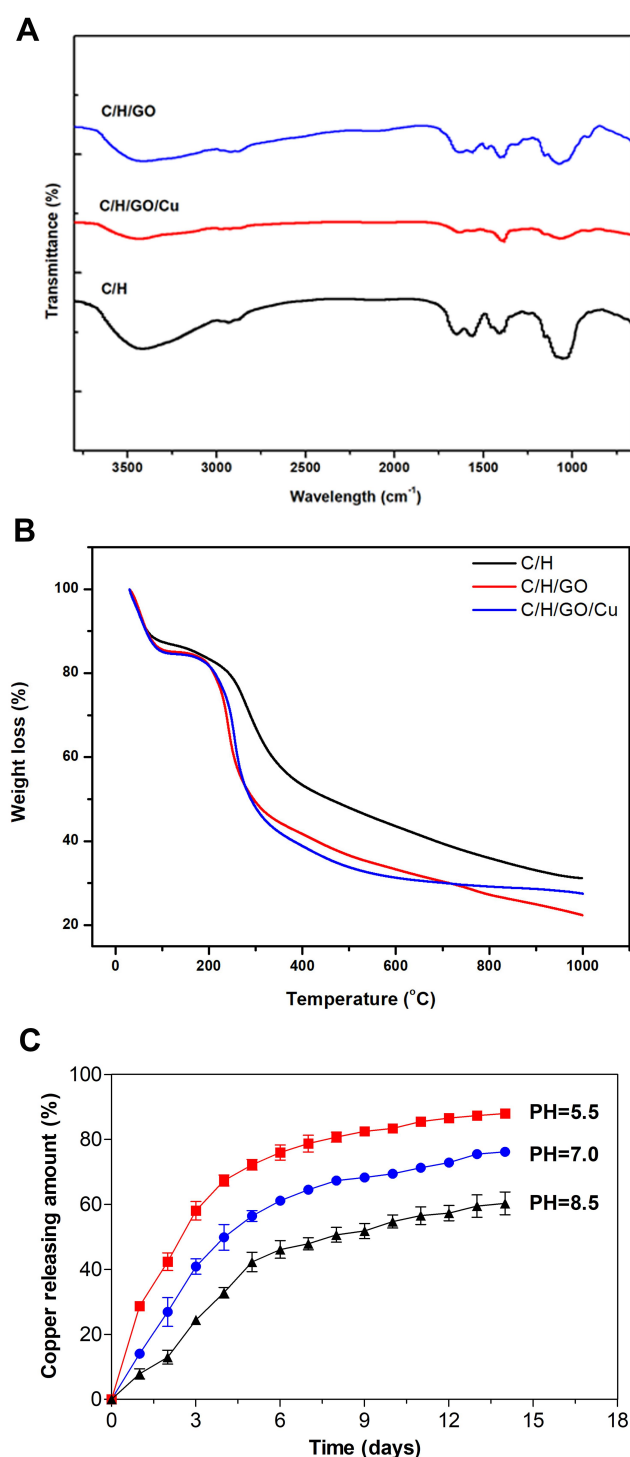 A
C/H/GO
C/H/GO/Cu
C/H
Transmittance (%)
3500 3000 2500 2000 1500 1000
Wavelength (cm⁻¹)
B
C/H
C/H/GO
C/H/GO/Cu
100
80
60
40
20
Weight loss (%)
0 200 400 600 800 1000
Temperature (°C)
C
100
80
60
40
20
0
Copper releasing amount (%)
PH=5.5
PH=7.0
PH=8.5
0 3 6 9 12 15 18
Time (days)